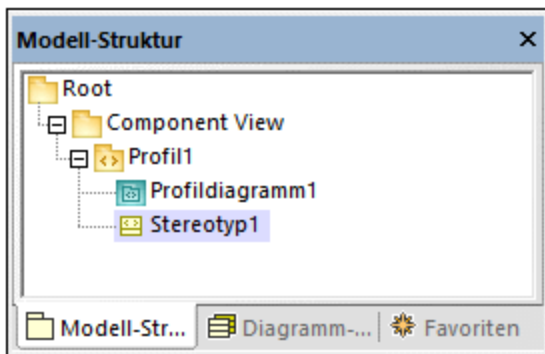 Modell-Struktur
Root
Component View
Profil1
Profildiagramm1
Stereotyp1
Modell-Str... Diagramm-... Favoriten